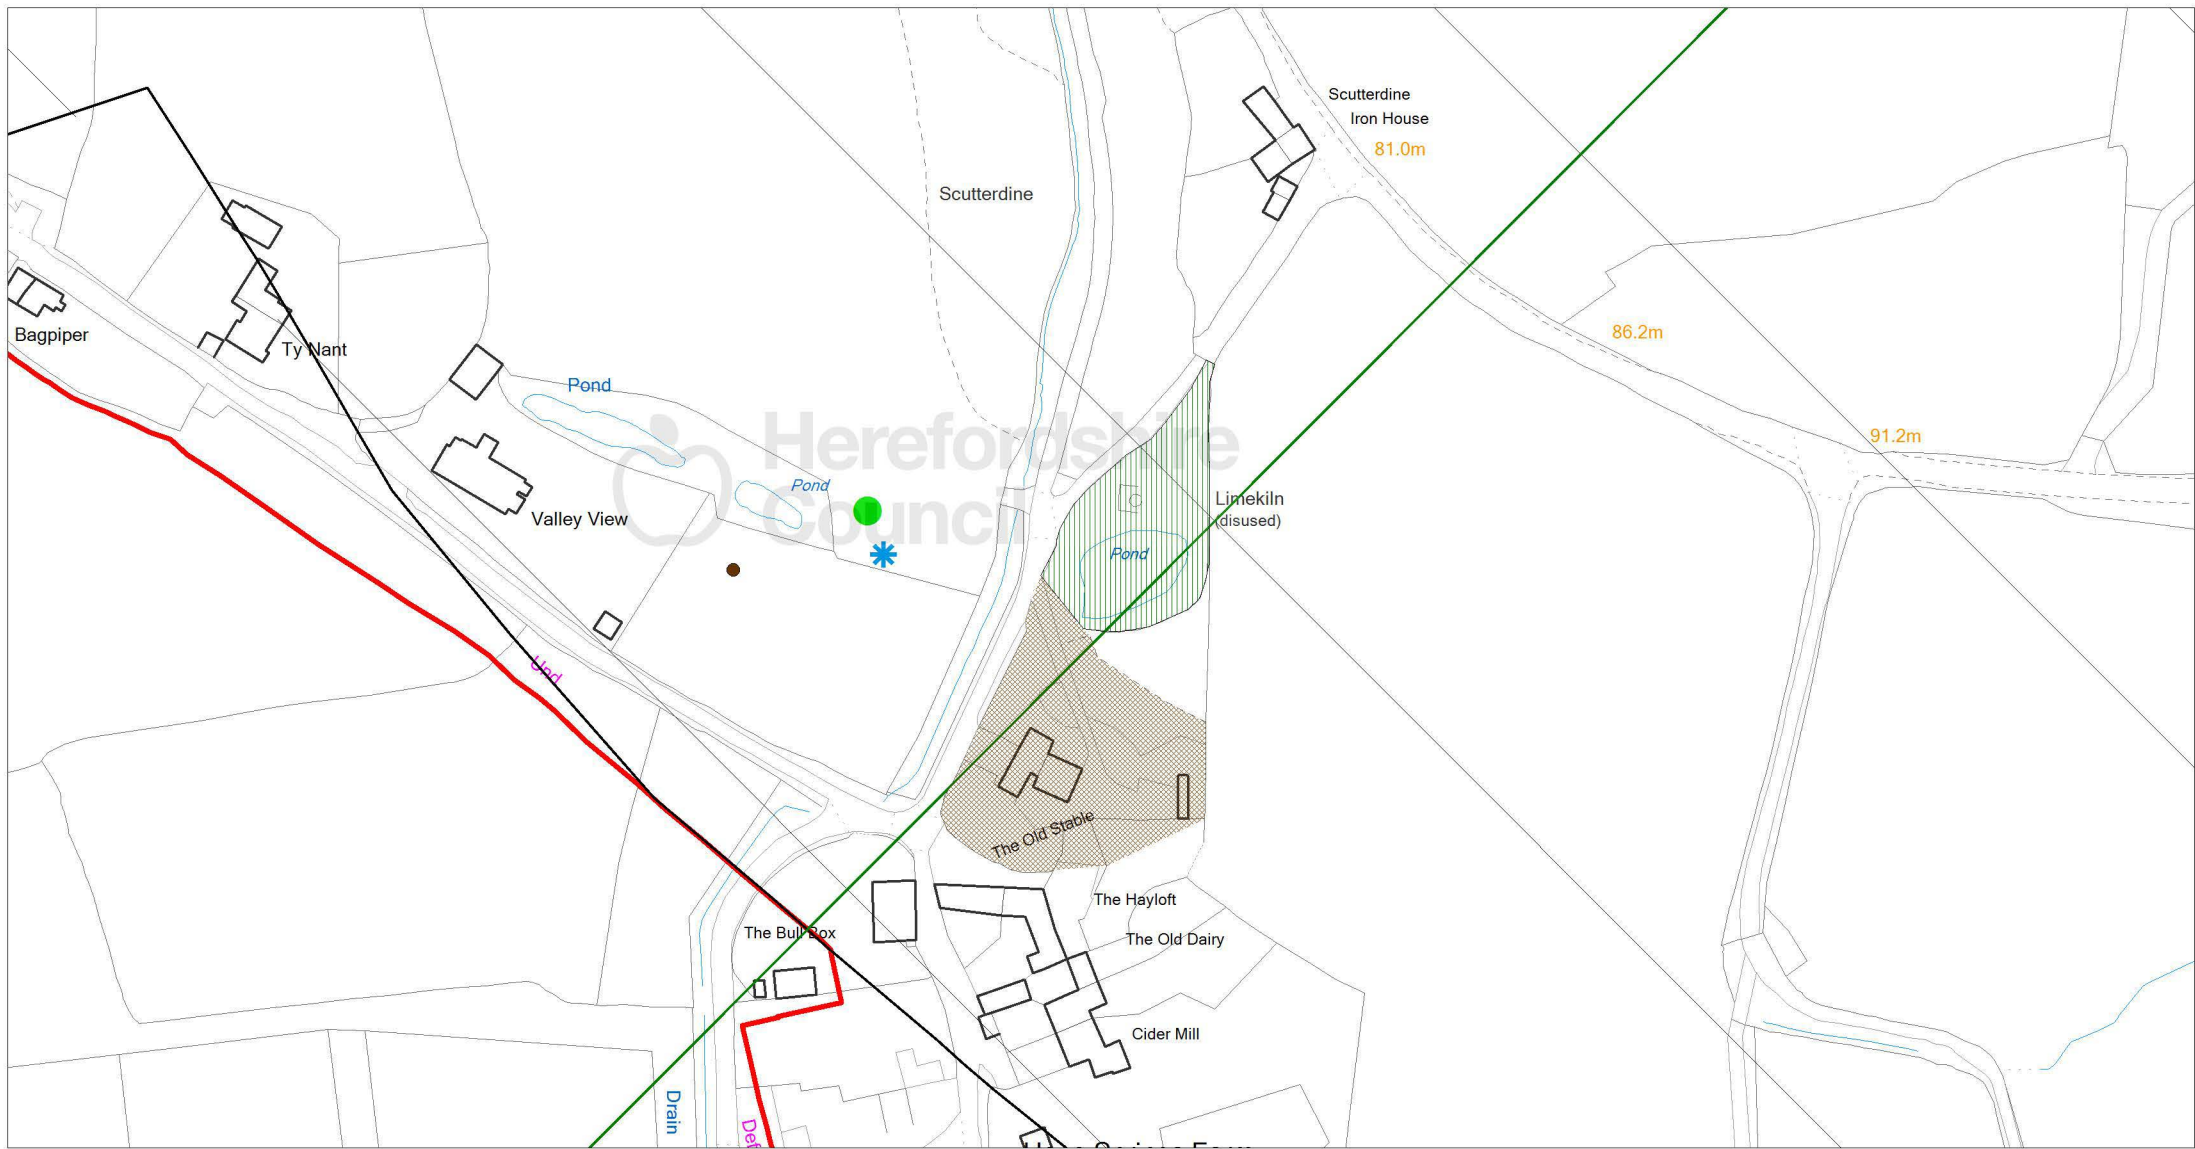 Scutterdine
Iron House
81.0m
Scutterdine
86.2m
Bagpiper
Ty Nant
Pond
Herefordshire
Council
91.2m
Pond
Limekiln
(disused)
Valley View
Pond
Und
The Old Stable
The Hayloft
The Bull Box
The Old Dairy
Cider Mill
Drain
Def